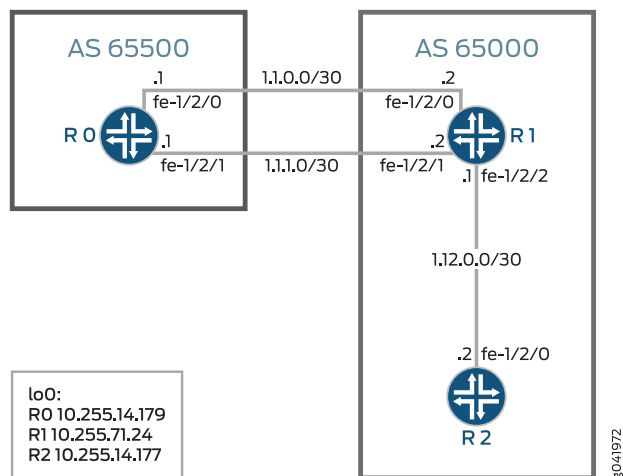 AS 65500
AS 65000
.1
1.1.0.0/30
.2
fe-1/2/0
fe-1/2/0
R 0
.1
.2
R 1
fe-1/2/1
1.1.1.0/30
fe-1/2/1
.1
fe-1/2/2
1.12.0.0/30
.2
fe-1/2/0
R 2
lo0:
R0 10.255.14.179
R1 10.255.71.24
R2 10.255.14.177